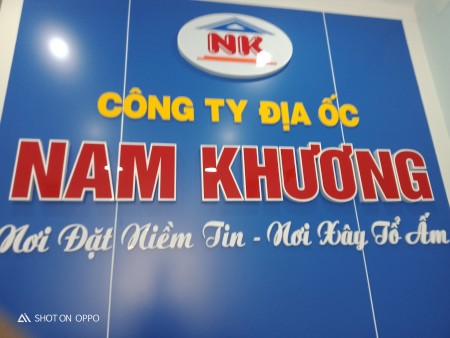 NK
CÔNG TY ĐỊA ỐC
NAM KHƯƠNG
Nơi Đặt Niềm Tin - Nơi Xây Tổ Ấm
SHOT ON OPPO